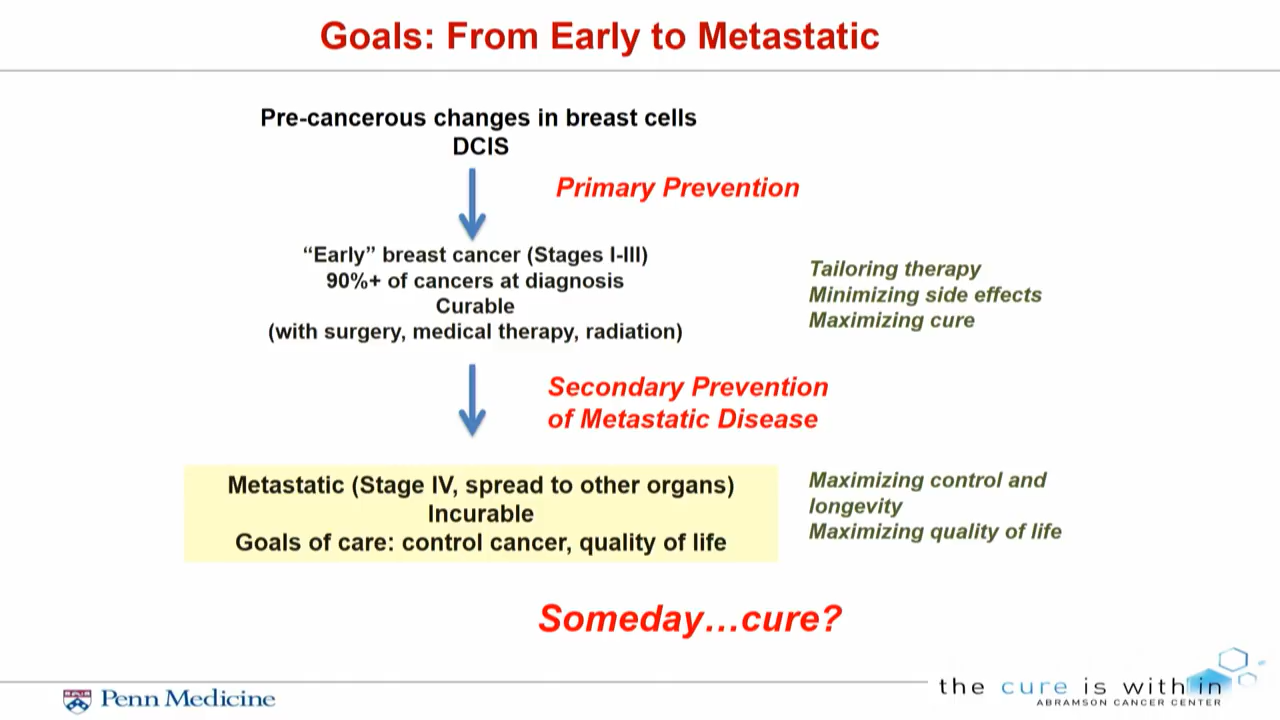 Goals: From Early to Metastatic
Pre-cancerous changes in breast cells
DCIS
Primary Prevention
“Early” breast cancer (Stages I-III)
90%+ of cancers at diagnosis
Curable
(with surgery, medical therapy, radiation)
Tailoring therapy
Minimizing side effects
Maximizing cure
Secondary Prevention
of Metastatic Disease
Metastatic (Stage IV, spread to other organs)
Incurable
Goals of care: control cancer, quality of life
Maximizing control and
longevity
Maximizing quality of life
Someday…cure?
Penn Medicine
the cure is with in
ABRAMSON CANCER CENTER